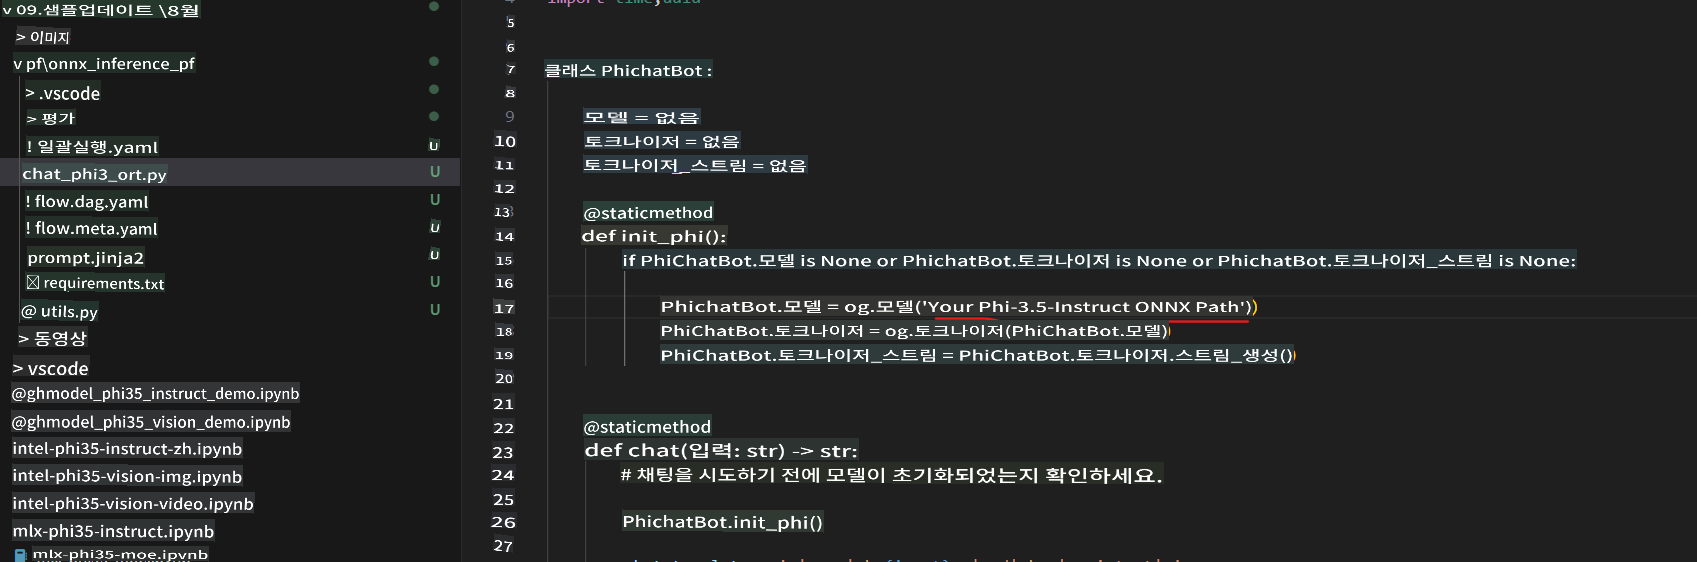 v 09.샘플업데이트 \8월
> 이미지
v pf\onnx_inference_pf
> .vscode
> 평가
! 일괄실행.yaml U
chat_phi3_ort.py U
! flow.dag.yaml U
! flow.meta.yaml U
prompt.jinja2 U
requirements.txt U
@ utils.py U
> 동영상
> vscode
@ghmodel_phi35_instruct_demo.ipynb
@ghmodel_phi35_vision_demo.ipynb
intel-phi35-instruct-zh.ipynb
intel-phi35-vision-img.ipynb
intel-phi35-vision-video.ipynb
mlx-phi35-instruct.ipynb
mlx-phi35-moe.ipynb
import time,uuid
5
6
7 클래스 PhichatBot :
8
9 모델 = 없음
10 토크나이저 = 없음
11 토크나이저_스트림 = 없음
12
13 @staticmethod
14 def init_phi():
15 if PhiChatBot.모델 is None or PhichatBot.토크나이저 is None or PhichatBot.토크나이저_스트림 is None:
16
17 PhichatBot.모델 = og.모델('Your Phi-3.5-Instruct ONNX Path'))
18 PhiChatBot.토크나이저 = og.토크나이저(PhiChatBot.모델)
19 PhiChatBot.토크나이저_스트림 = PhiChatBot.토크나이저.스트림_생성()
20
21
22 @staticmethod
23 def chat(입력: str) -> str:
24 # 채팅을 시도하기 전에 모델이 초기화되었는지 확인하세요.
25
26 PhichatBot.init_phi()
27